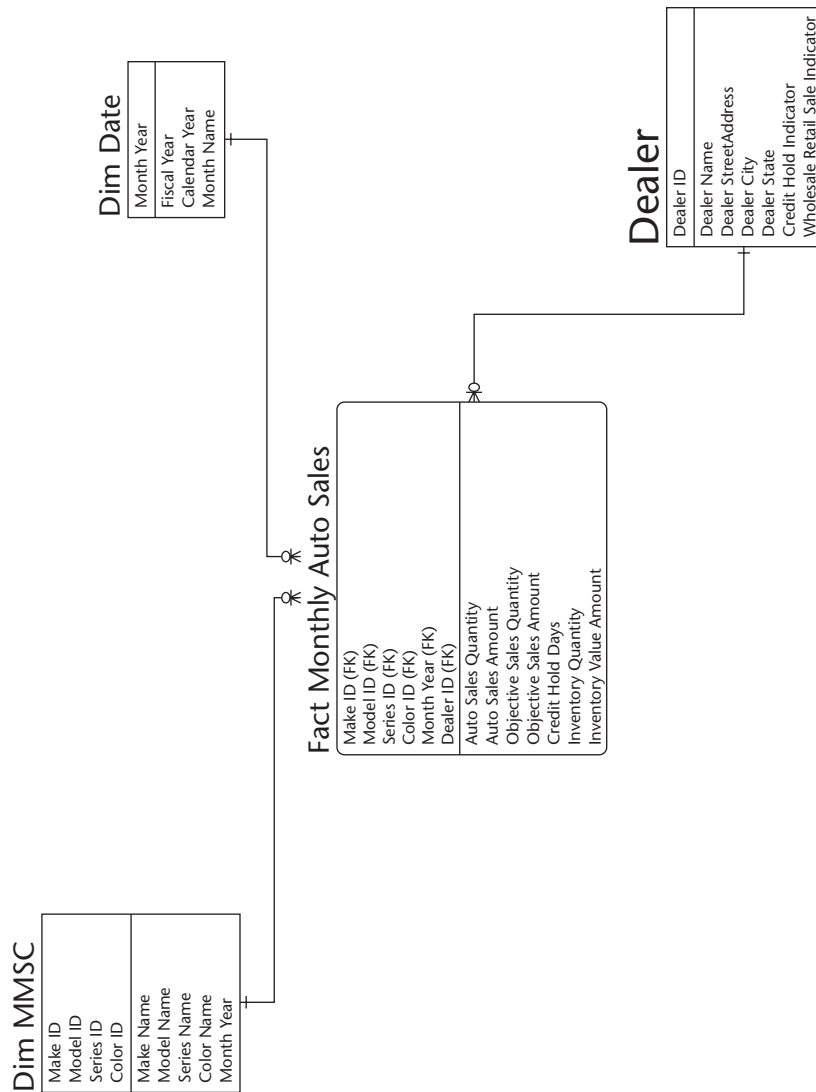 Dim MMSC
Make ID
Model ID
Series ID
Color ID
Make Name
Model Name
Series Name
Color Name
Month Year
Dim Date
Month Year
Fiscal Year
Calendar Year
Month Name
Fact Monthly Auto Sales
Make ID (FK)
Model ID (FK)
Series ID (FK)
Color ID (FK)
Month Year (FK)
Dealer ID (FK)
Auto Sales Quantity
Auto Sales Amount
Objective Sales Quantity
Objective Sales Amount
Credit Hold Days
Inventory Quantity
Inventory Value Amount
Dealer
Dealer ID
Dealer Name
Dealer StreetAddress
Dealer City
Dealer State
Credit Hold Indicator
Wholesale Retail Sale Indicator